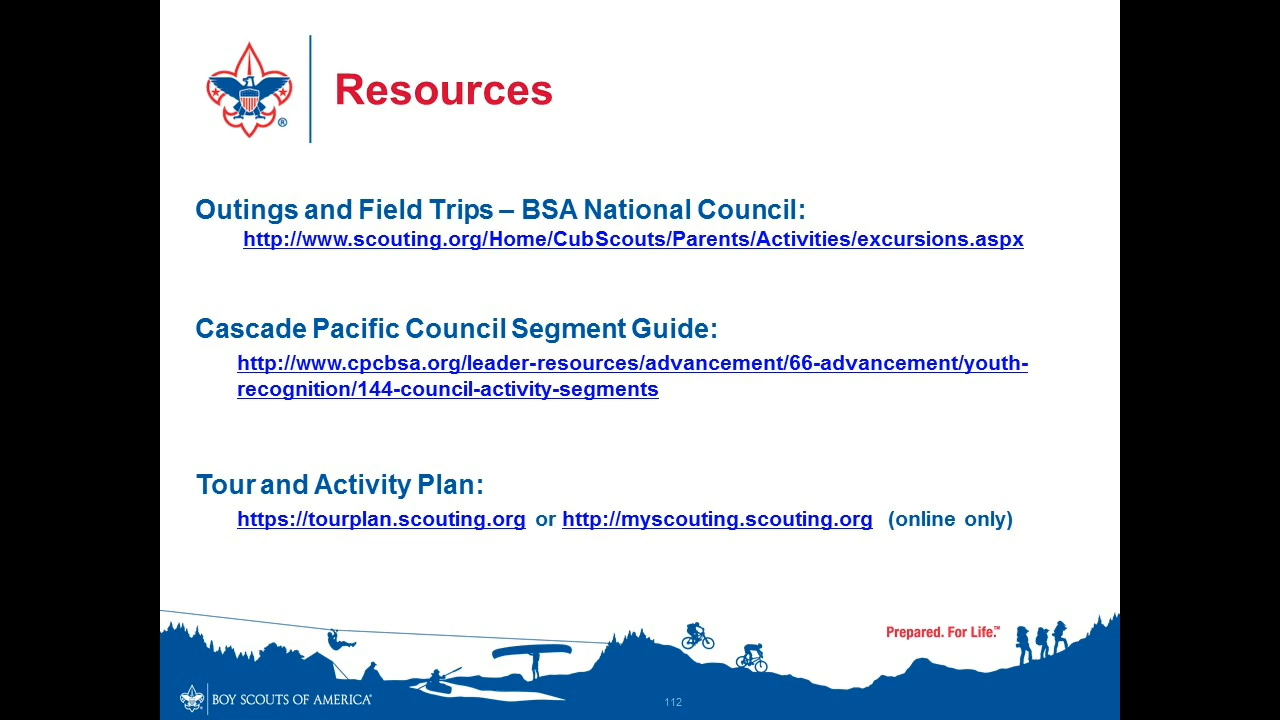 Resources
Outings and Field Trips – BSA National Council:
http://www.scouting.org/Home/CubScouts/Parents/Activities/excursions.aspx
Cascade Pacific Council Segment Guide:
http://www.cpcbsa.org/leader-resources/advancement/66-advancement/youth-
recognition/144-council-activity-segments
Tour and Activity Plan:
https://tourplan.scouting.org or http://myscouting.scouting.org (online only)
Prepared. For Life.™
BOY SCOUTS OF AMERICA®
112